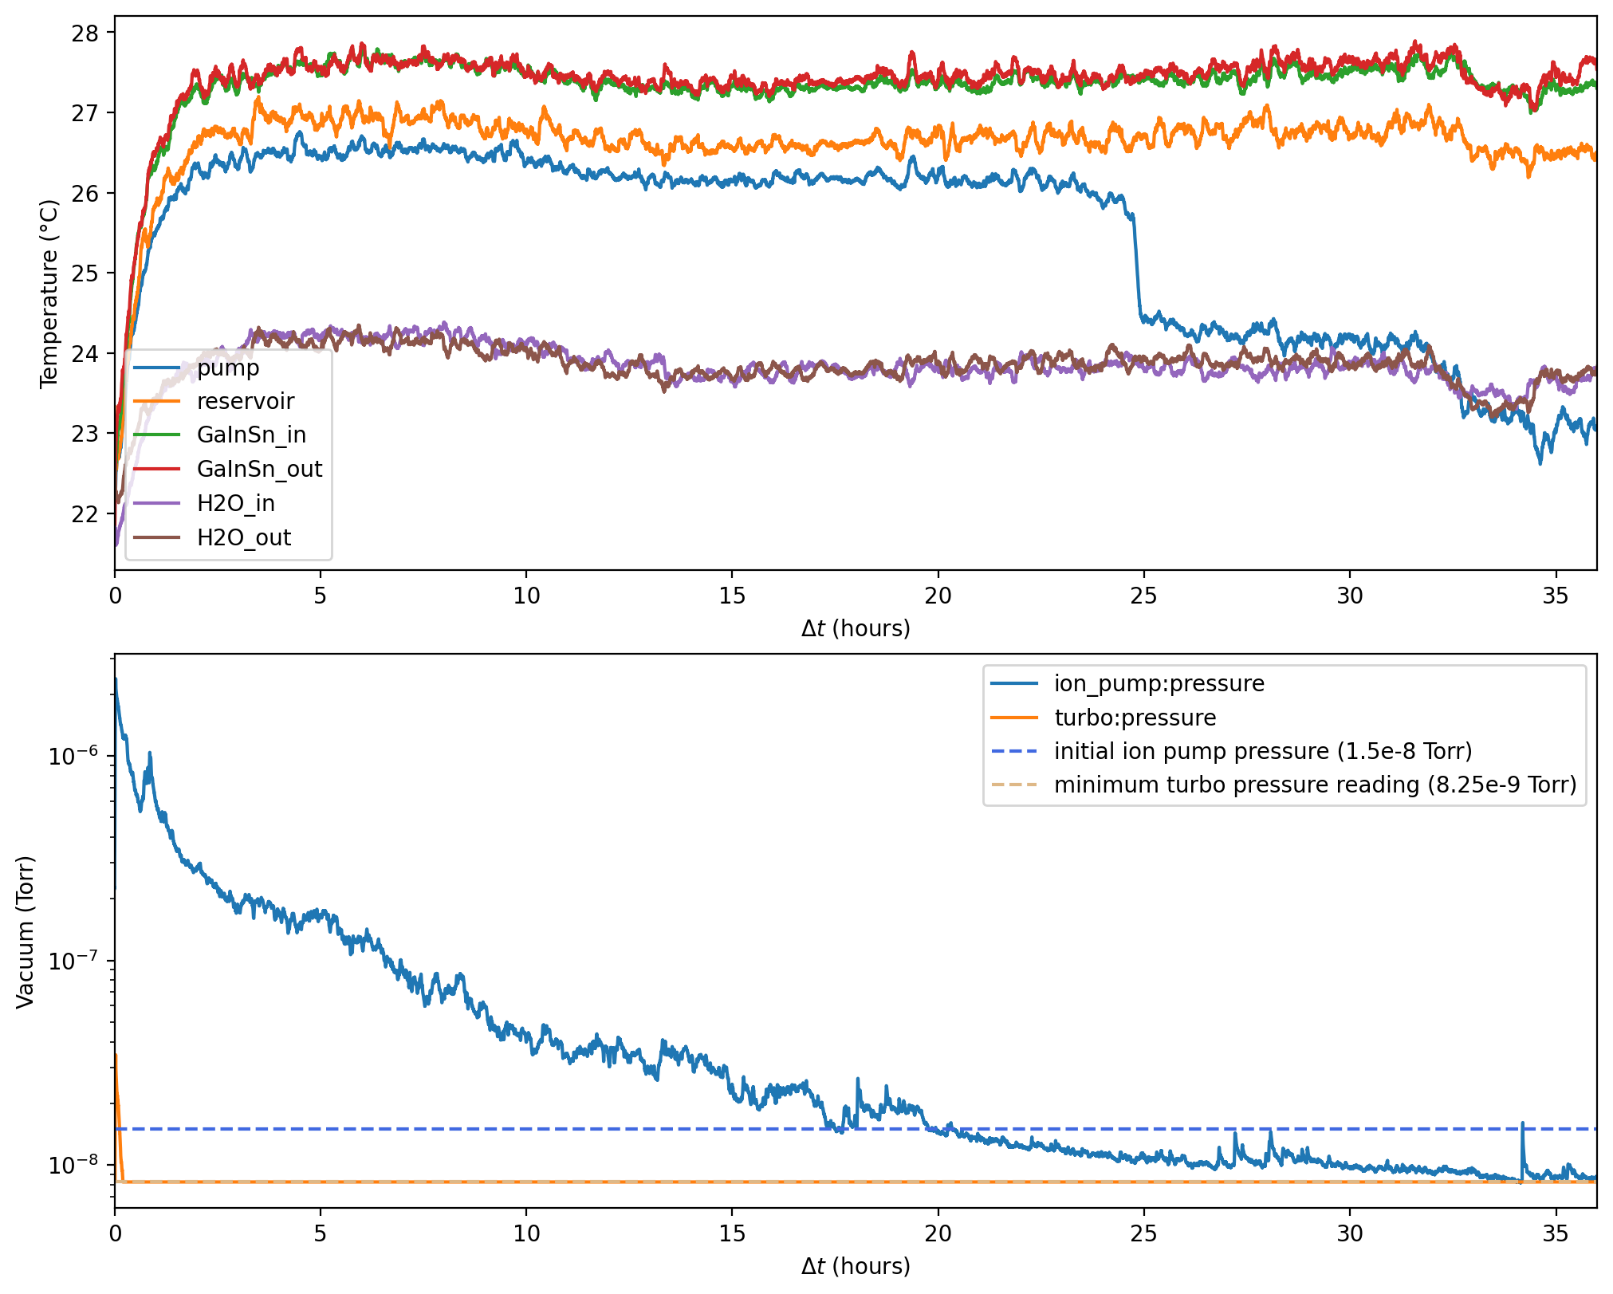 28
27
26
25
24
23
22
Temperature (°C)
pump
reservoir
GaInSn_in
GaInSn_out
H2O_in
H2O_out
0 5 10 15 20 25 30 35
Δt (hours)
10⁻⁶
10⁻⁷
10⁻⁸
Vacuum (Torr)
ion_pump:pressure
turbo:pressure
initial ion pump pressure (1.5e-8 Torr)
minimum turbo pressure reading (8.25e-9 Torr)
0 5 10 15 20 25 30 35
Δt (hours)